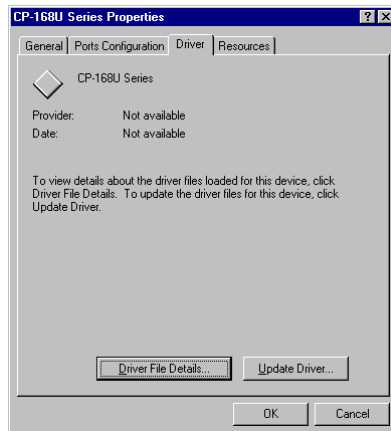 CP-168U Series Properties
General Ports Configuration Driver Resources
CP-168U Series
Provider: Not available
Date: Not available
To view details about the driver files loaded for this device, click
Driver File Details. To update the driver files for this device, click
Update Driver.
Driver File Details... Update Driver...
OK Cancel